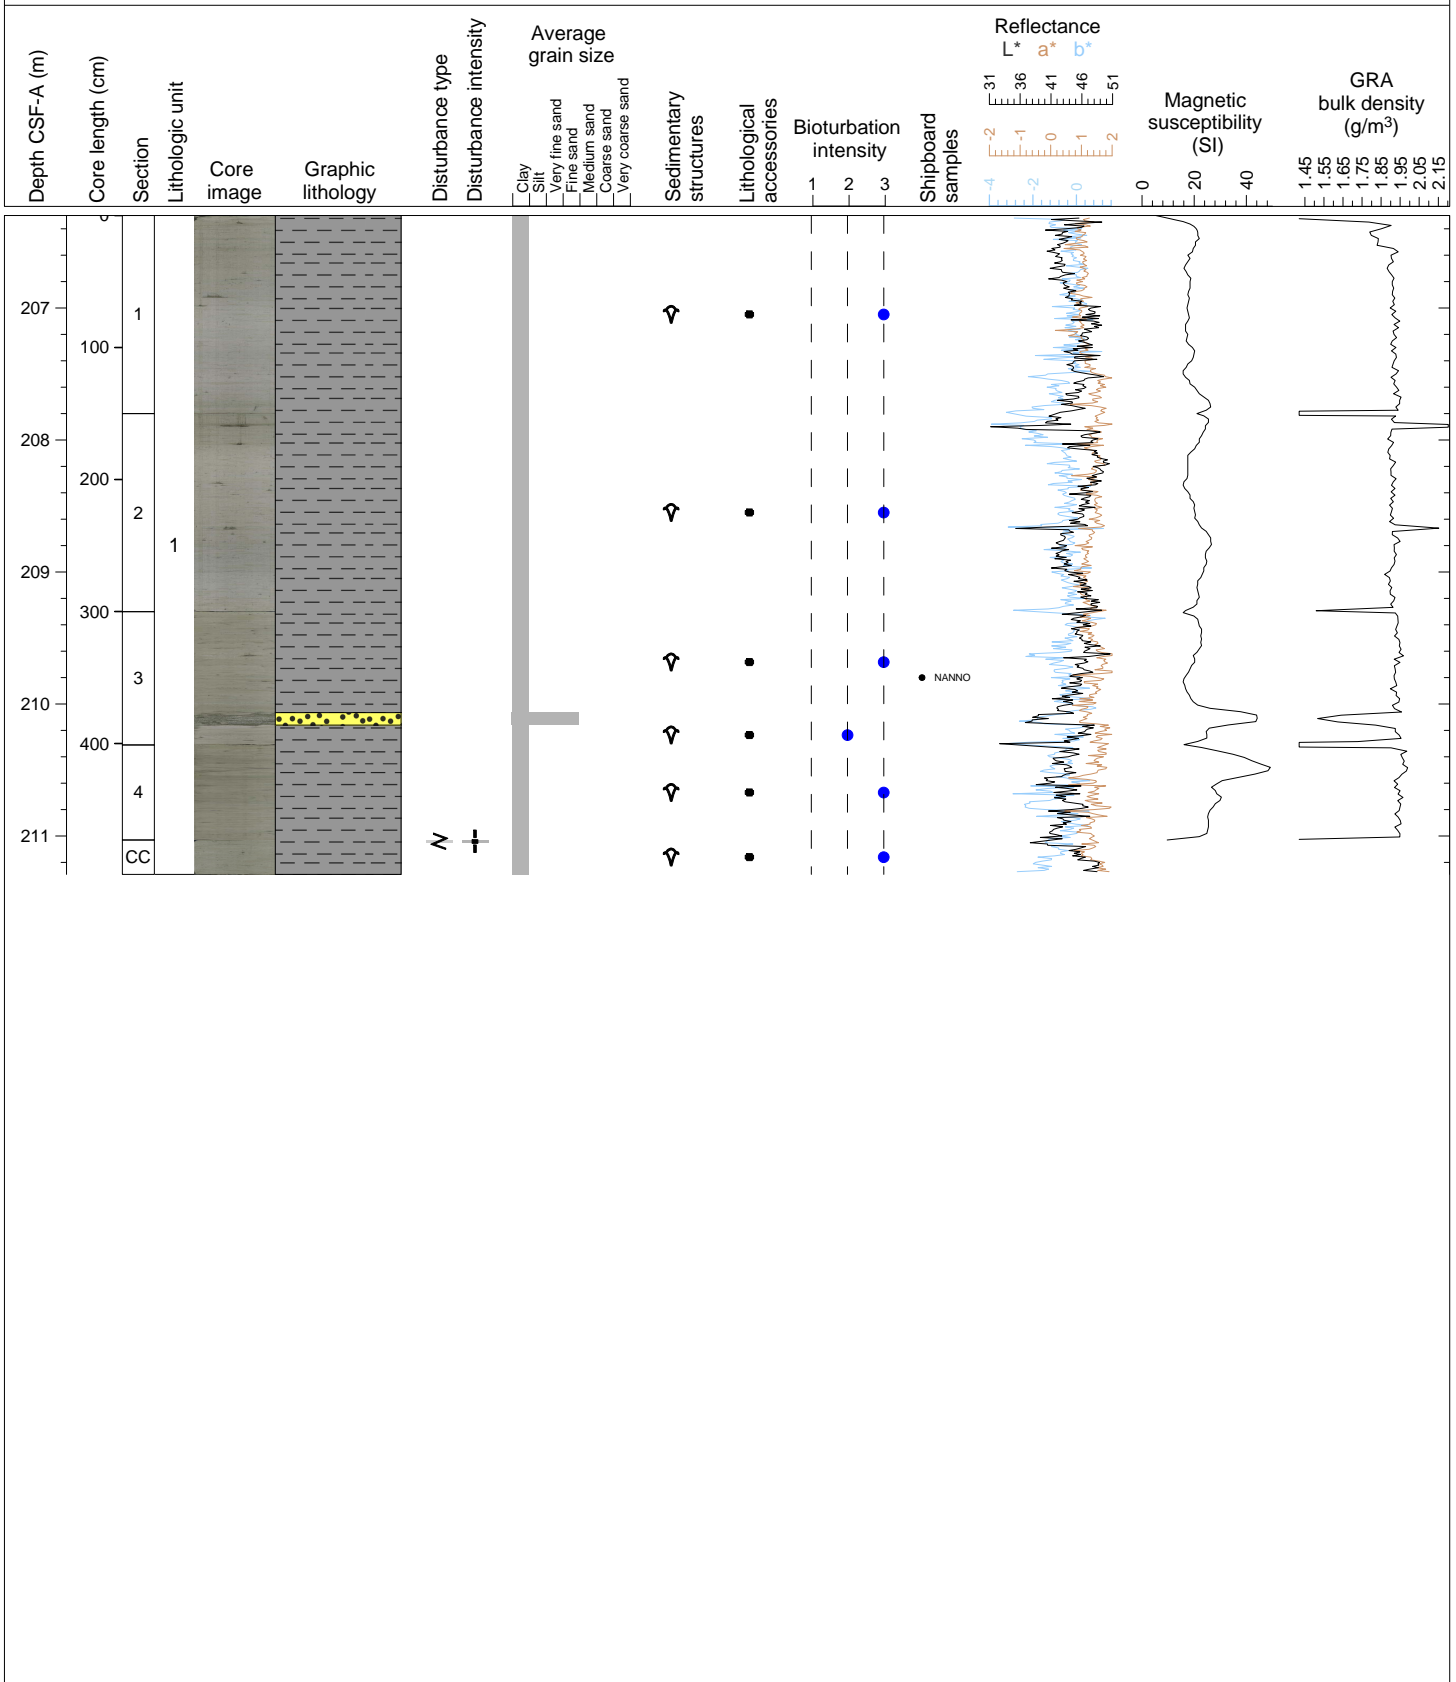 Depth CSF-A (m)
Core length (cm)
Section
Lithologic unit
Core
image
Graphic
lithology
Disturbance type
Disturbance intensity
Average
grain size
Clay
Silt
Very fine sand
Fine sand
Medium sand
Coarse sand
Very coarse sand
Sedimentary
structures
Lithological
accessories
Bioturbation
intensity
1 2 3
Shipboard
samples
Reflectance
L* a* b*
31 36 41 46 51
-2 -1 0 1 2
-4 -2 0
Magnetic
susceptibility
(SI)
0 20 40
GRA
bulk density
(g/m³)
1.45 1.55 1.65 1.75 1.85 1.95 2.05 2.15
0
207
1
100
208
200
2
1
209
300
3
NANNO
210
400
4
211
CC